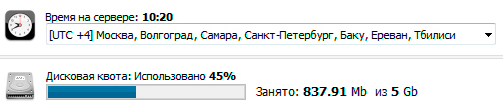 Время на сервере: 10:20
[UTC +4] Москва, Волгоград, Самара, Санкт-Петербург, Баку, Ереван, Тбилиси
Дисковая квота: Использовано 45%
Занято: 837.91 Mb из 5 Gb